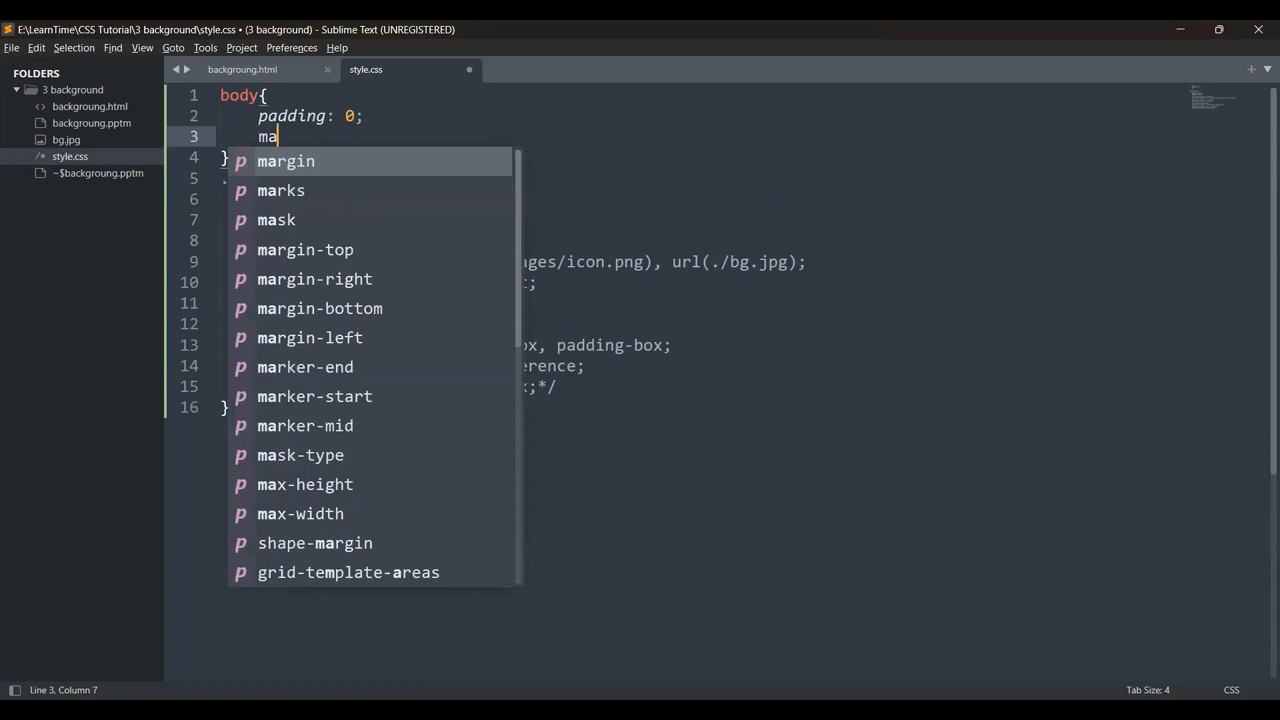 E:\LearnTime\CSS Tutorial\3 background\style.css • (3 background) - Sublime Text (UNREGISTERED)
File Edit Selection Find View Goto Tools Project Preferences Help
FOLDERS
3 background
<> backgroung.html
backgroung.pptm
bg.jpg
/* style.css
~$backgroung.pptm
backgroung.html
style.css
1 body{
2 padding: 0;
3 ma
4 }
5 .
6
7
8
9 ages/icon.png), url(./bg.jpg);
10 t;
11
12
13 ox, padding-box;
14 erence;
15 x;*/
16 }
p margin
p marks
p mask
p margin-top
p margin-right
p margin-bottom
p margin-left
p marker-end
p marker-start
p marker-mid
p mask-type
p max-height
p max-width
p shape-margin
p grid-template-areas
Line 3, Column 7
Tab Size: 4
CSS